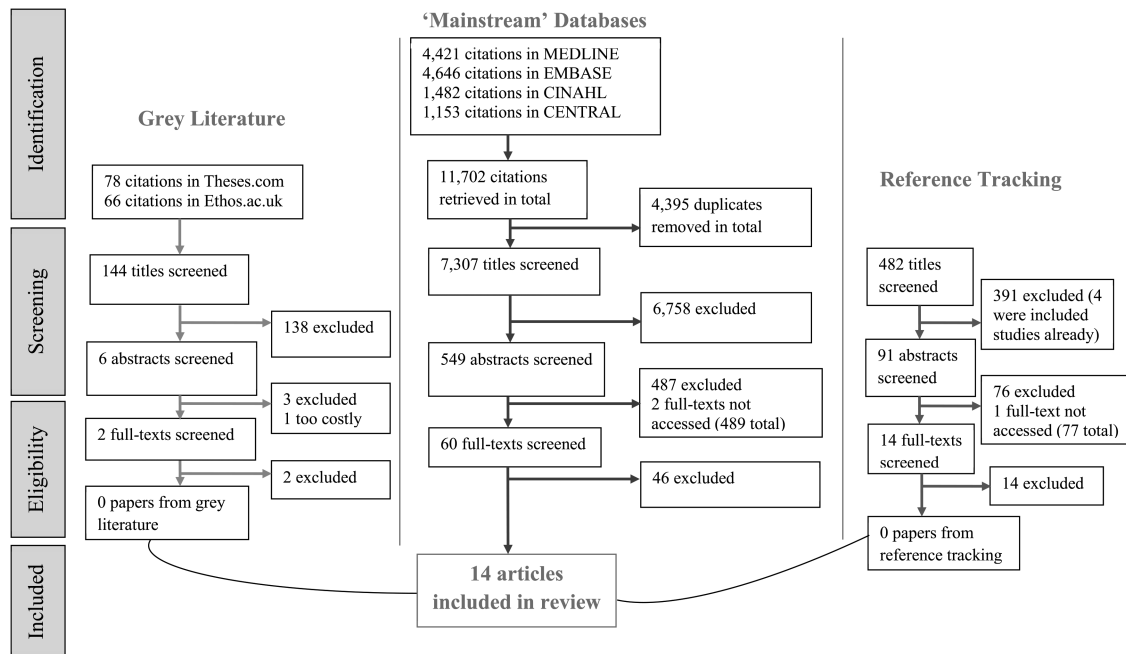 Identification
Screening
Eligibility
Included
Grey Literature
78 citations in Theses.com
66 citations in Ethos.ac.uk
144 titles screened
138 excluded
6 abstracts screened
3 excluded
1 too costly
2 full-texts screened
2 excluded
0 papers from grey
literature
‘Mainstream’ Databases
4,421 citations in MEDLINE
4,646 citations in EMBASE
1,482 citations in CINAHL
1,153 citations in CENTRAL
11,702 citations
retrieved in total
4,395 duplicates
removed in total
7,307 titles screened
6,758 excluded
549 abstracts screened
487 excluded
2 full-texts not
accessed (489 total)
60 full-texts screened
46 excluded
14 articles
included in review
Reference Tracking
482 titles
screened
391 excluded (4
were included
studies already)
91 abstracts
screened
76 excluded
1 full-text not
accessed (77 total)
14 full-texts
screened
14 excluded
0 papers from
reference tracking